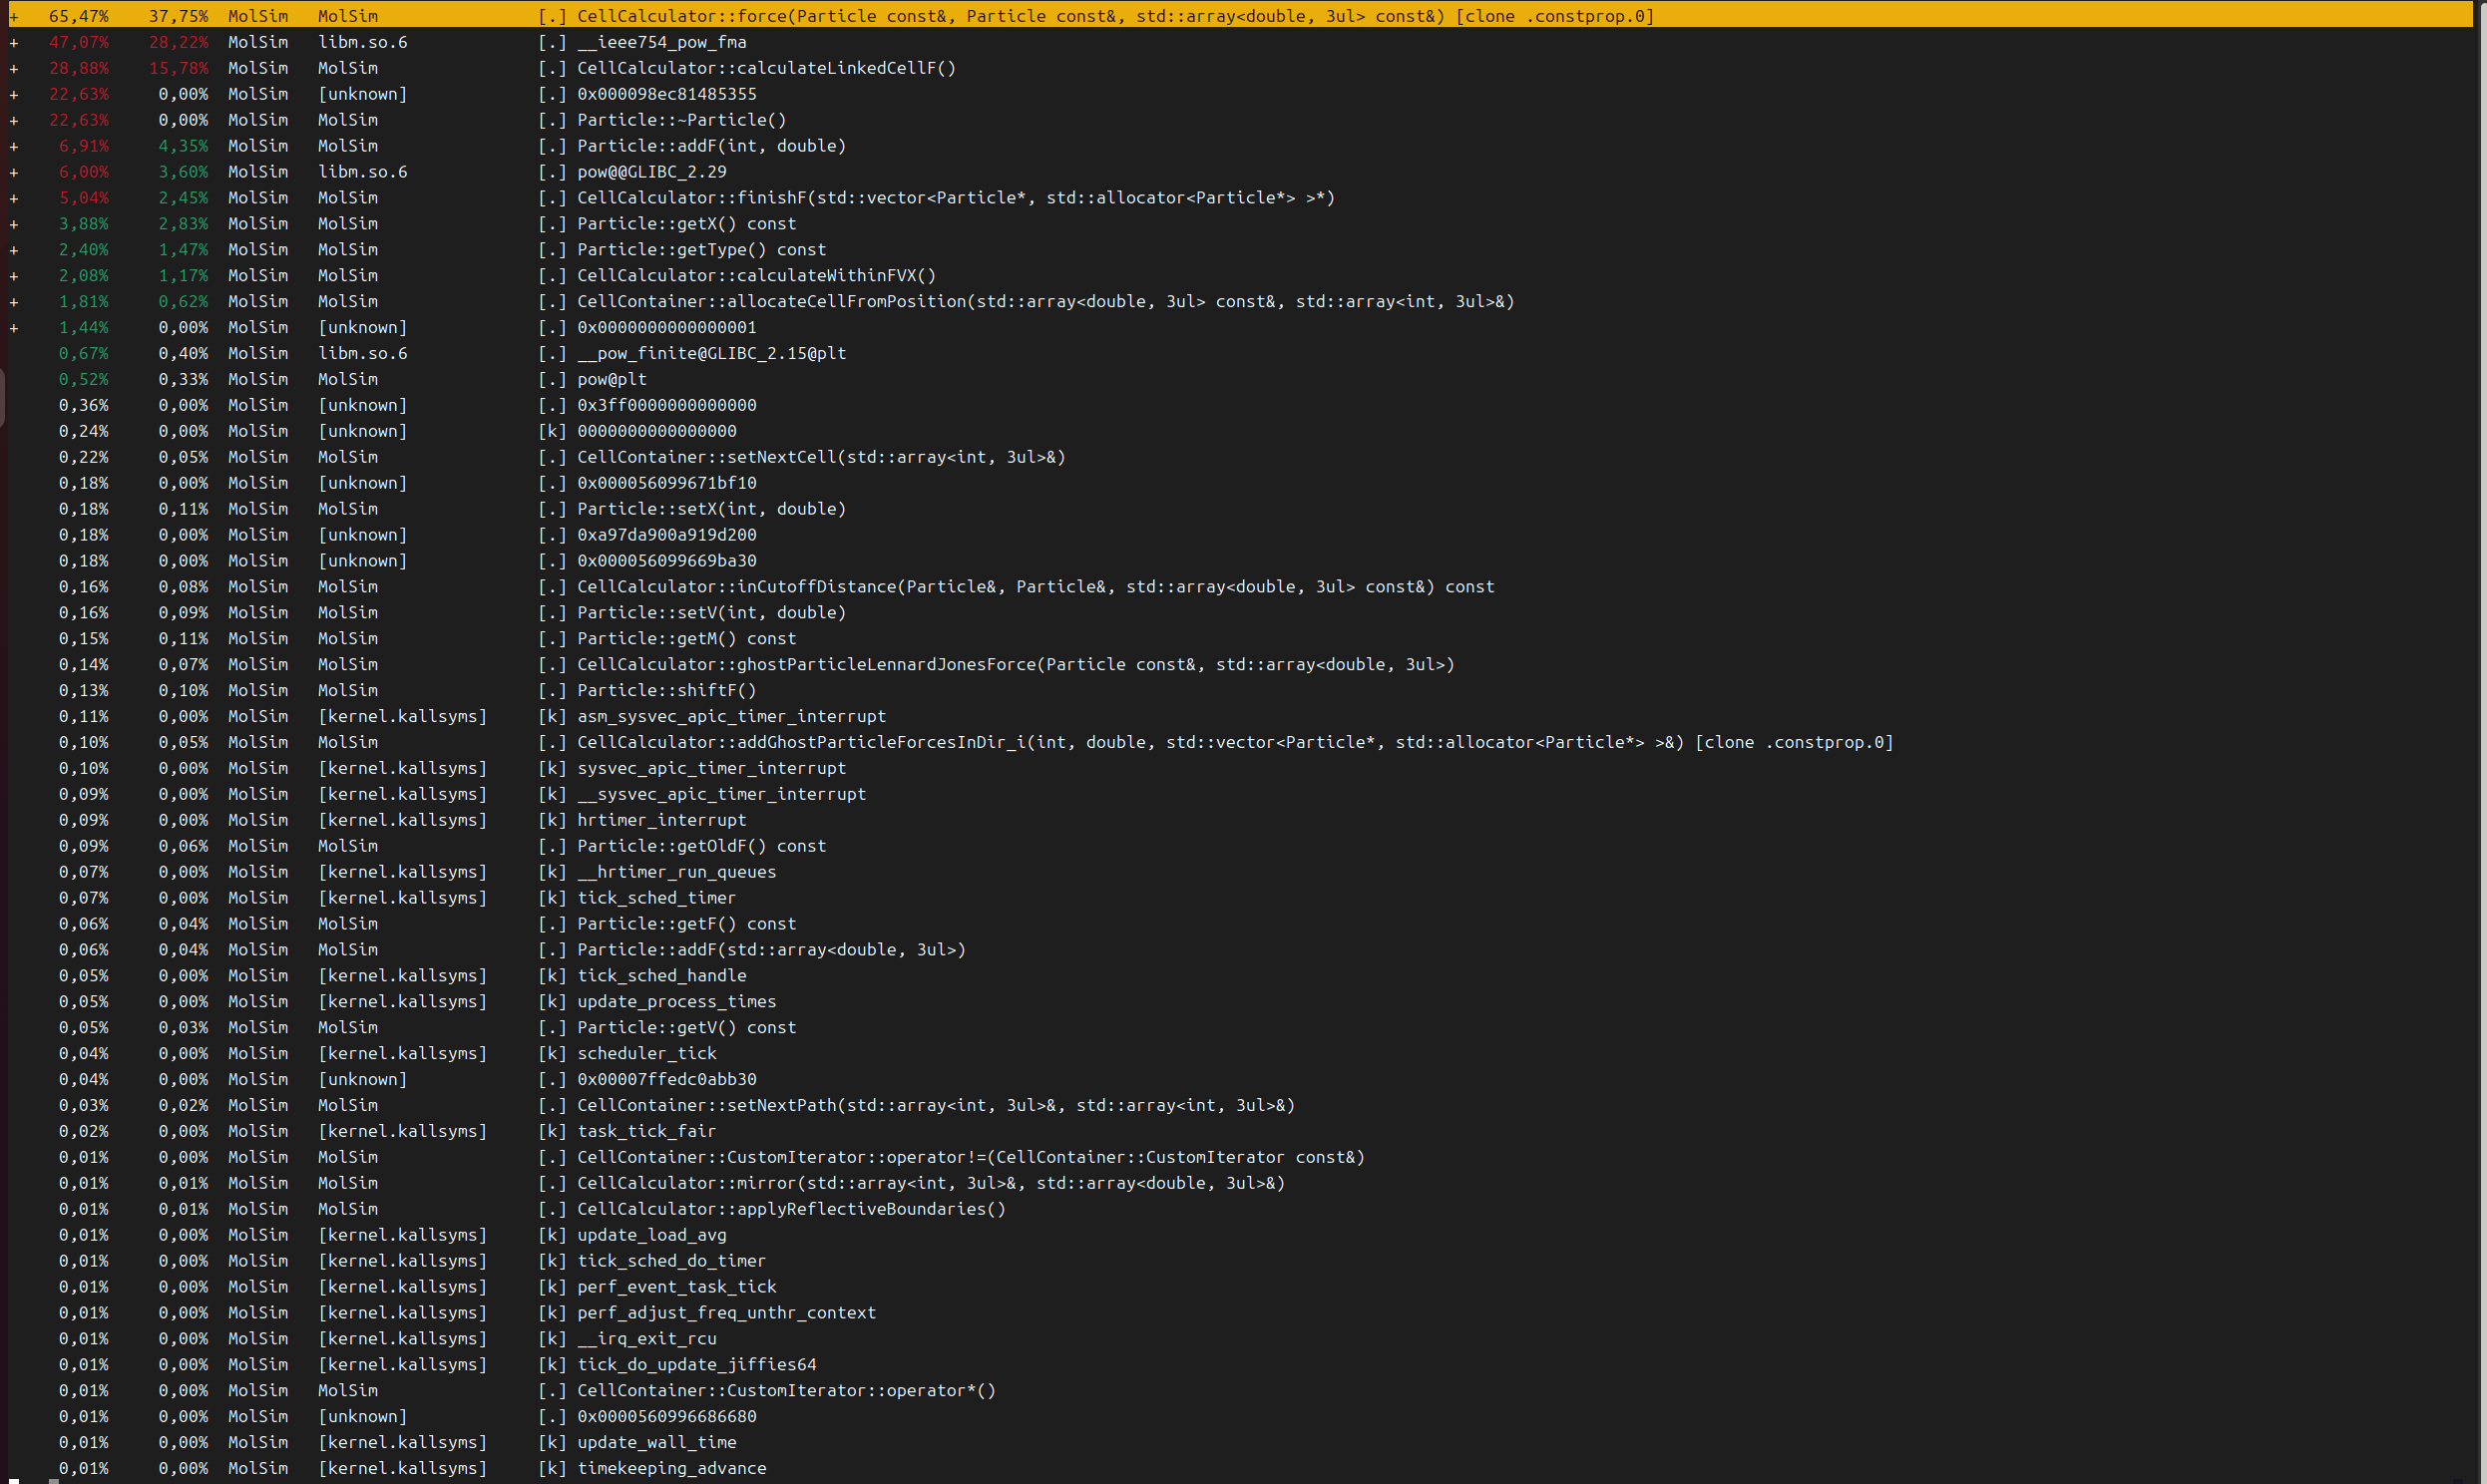 + 65,47% 37,75% MolSim MolSim [.] CellCalculator::force(Particle const&, Particle const&, std::array<double, 3ul> const&) [clone .constprop.0]
+ 47,07% 28,22% MolSim libm.so.6 [.] __ieee754_pow_fma
+ 28,88% 15,78% MolSim MolSim [.] CellCalculator::calculateLinkedCellF()
+ 22,63% 0,00% MolSim [unknown] [.] 0x000098ec81485355
+ 22,63% 0,00% MolSim MolSim [.] Particle::~Particle()
+ 6,91% 4,35% MolSim MolSim [.] Particle::addF(int, double)
+ 6,00% 3,60% MolSim libm.so.6 [.] pow@@GLIBC_2.29
+ 5,04% 2,45% MolSim MolSim [.] CellCalculator::finishF(std::vector<Particle*, std::allocator<Particle*> >*)
+ 3,88% 2,83% MolSim MolSim [.] Particle::getX() const
+ 2,40% 1,47% MolSim MolSim [.] Particle::getType() const
+ 2,08% 1,17% MolSim MolSim [.] CellCalculator::calculateWithinFVX()
+ 1,81% 0,62% MolSim MolSim [.] CellContainer::allocateCellFromPosition(std::array<double, 3ul> const&, std::array<int, 3ul>&)
+ 1,44% 0,00% MolSim [unknown] [.] 0x0000000000000001
0,67% 0,40% MolSim libm.so.6 [.] __pow_finite@GLIBC_2.15@plt
0,52% 0,33% MolSim MolSim [.] pow@plt
0,36% 0,00% MolSim [unknown] [.] 0x3ff0000000000000
0,24% 0,00% MolSim [unknown] [k] 0000000000000000
0,22% 0,05% MolSim MolSim [.] CellContainer::setNextCell(std::array<int, 3ul>&)
0,18% 0,00% MolSim [unknown] [.] 0x000056099671bf10
0,18% 0,11% MolSim MolSim [.] Particle::setX(int, double)
0,18% 0,00% MolSim [unknown] [.] 0xa97da900a919d200
0,18% 0,00% MolSim [unknown] [.] 0x000056099669ba30
0,16% 0,08% MolSim MolSim [.] CellCalculator::inCutoffDistance(Particle&, Particle&, std::array<double, 3ul> const&) const
0,16% 0,09% MolSim MolSim [.] Particle::setV(int, double)
0,15% 0,11% MolSim MolSim [.] Particle::getM() const
0,14% 0,07% MolSim MolSim [.] CellCalculator::ghostParticleLennardJonesForce(Particle const&, std::array<double, 3ul>)
0,13% 0,10% MolSim MolSim [.] Particle::shiftF()
0,11% 0,00% MolSim [kernel.kallsyms] [k] asm_sysvec_apic_timer_interrupt
0,10% 0,05% MolSim MolSim [.] CellCalculator::addGhostParticleForcesInDir_i(int, double, std::vector<Particle*, std::allocator<Particle*> >&) [clone .constprop.0]
0,10% 0,00% MolSim [kernel.kallsyms] [k] sysvec_apic_timer_interrupt
0,09% 0,00% MolSim [kernel.kallsyms] [k] __sysvec_apic_timer_interrupt
0,09% 0,00% MolSim [kernel.kallsyms] [k] hrtimer_interrupt
0,09% 0,06% MolSim MolSim [.] Particle::getOldF() const
0,07% 0,00% MolSim [kernel.kallsyms] [k] __hrtimer_run_queues
0,07% 0,00% MolSim [kernel.kallsyms] [k] tick_sched_timer
0,06% 0,04% MolSim MolSim [.] Particle::getF() const
0,06% 0,04% MolSim MolSim [.] Particle::addF(std::array<double, 3ul>)
0,05% 0,00% MolSim [kernel.kallsyms] [k] tick_sched_handle
0,05% 0,00% MolSim [kernel.kallsyms] [k] update_process_times
0,05% 0,03% MolSim MolSim [.] Particle::getV() const
0,04% 0,00% MolSim [kernel.kallsyms] [k] scheduler_tick
0,04% 0,00% MolSim [unknown] [.] 0x00007ffedc0abb30
0,03% 0,02% MolSim MolSim [.] CellContainer::setNextPath(std::array<int, 3ul>&, std::array<int, 3ul>&)
0,02% 0,00% MolSim [kernel.kallsyms] [k] task_tick_fair
0,01% 0,00% MolSim MolSim [.] CellContainer::CustomIterator::operator!=(CellContainer::CustomIterator const&)
0,01% 0,01% MolSim MolSim [.] CellCalculator::mirror(std::array<int, 3ul>&, std::array<double, 3ul>&)
0,01% 0,01% MolSim MolSim [.] CellCalculator::applyReflectiveBoundaries()
0,01% 0,00% MolSim [kernel.kallsyms] [k] update_load_avg
0,01% 0,00% MolSim [kernel.kallsyms] [k] tick_sched_do_timer
0,01% 0,00% MolSim [kernel.kallsyms] [k] perf_event_task_tick
0,01% 0,00% MolSim [kernel.kallsyms] [k] perf_adjust_freq_unthr_context
0,01% 0,00% MolSim [kernel.kallsyms] [k] __irq_exit_rcu
0,01% 0,00% MolSim [kernel.kallsyms] [k] tick_do_update_jiffies64
0,01% 0,00% MolSim MolSim [.] CellContainer::CustomIterator::operator*()
0,01% 0,00% MolSim [unknown] [.] 0x0000560996686680
0,01% 0,00% MolSim [kernel.kallsyms] [k] update_wall_time
0,01% 0,00% MolSim [kernel.kallsyms] [k] timekeeping_advance